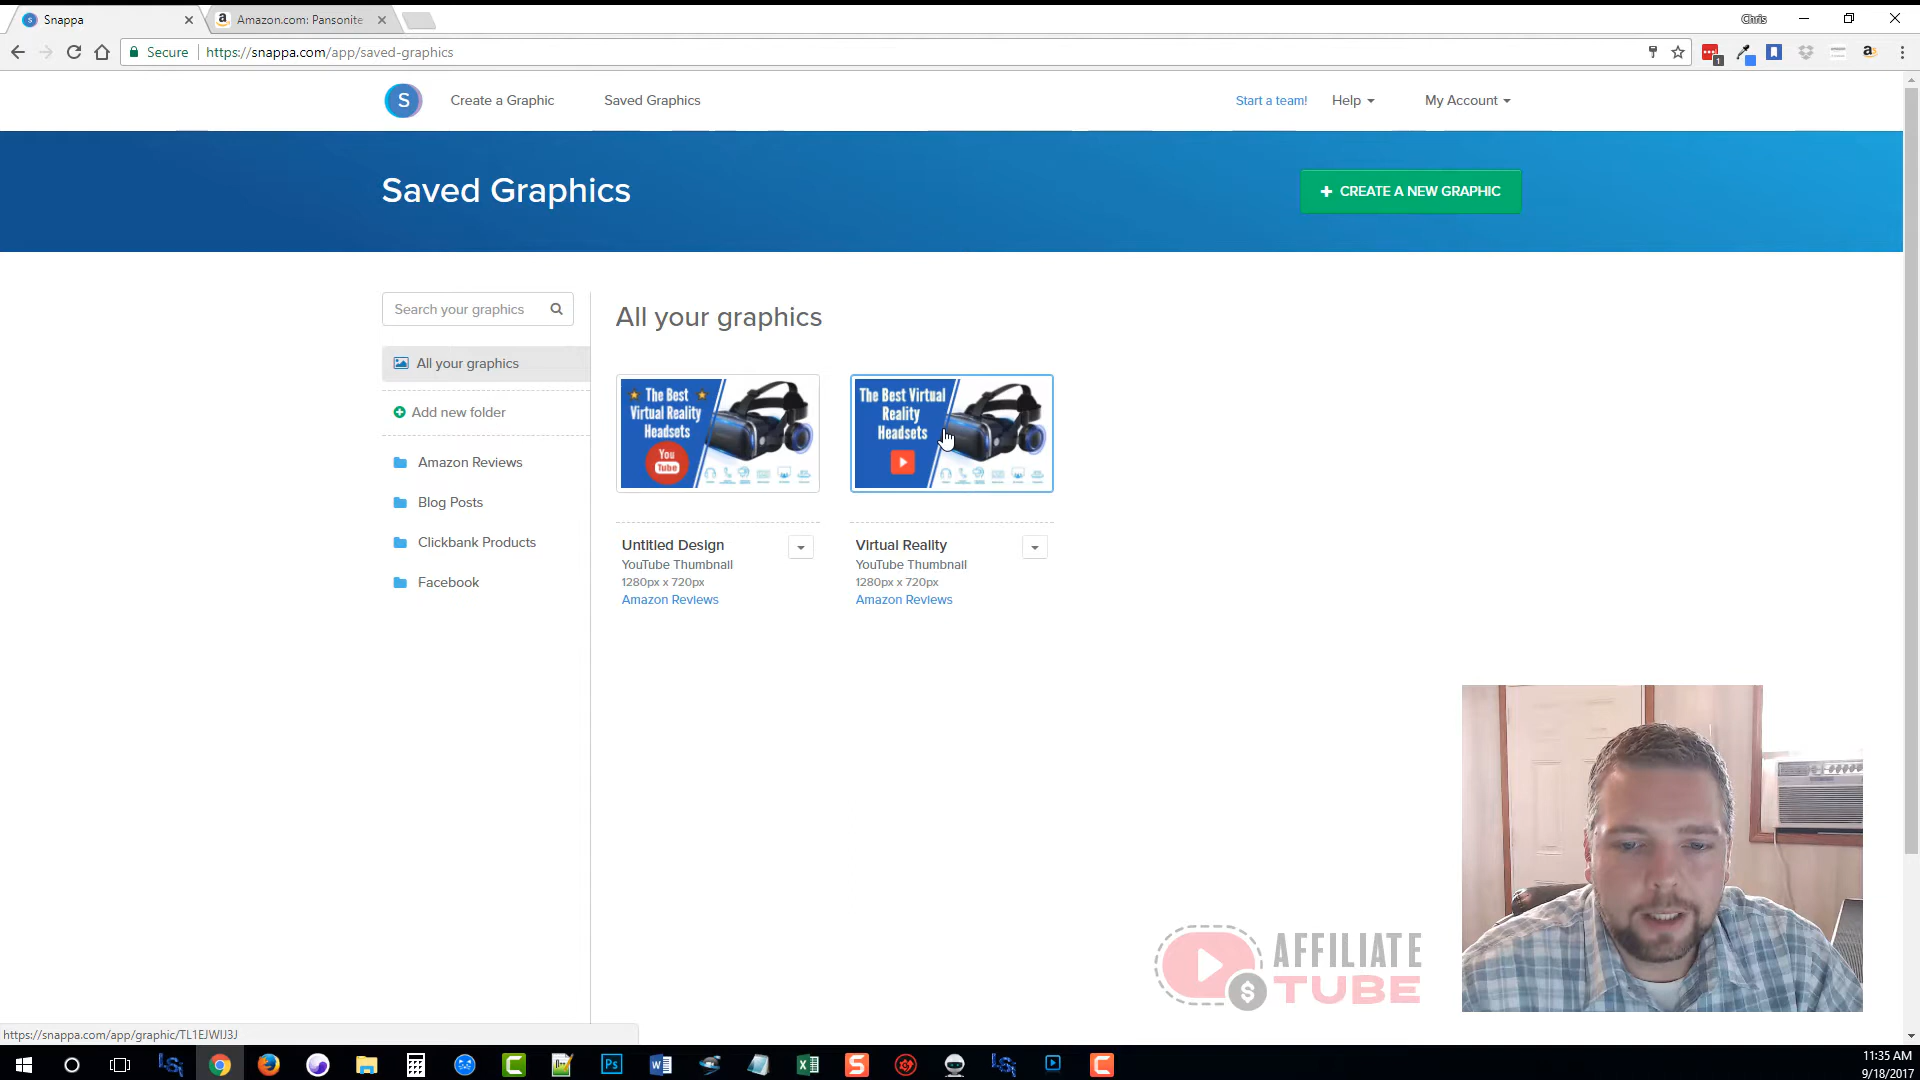 Snappa
Amazon.com: Pansonite
Chris
Secure
https://snappa.com/app/saved-graphics
1
S
Create a Graphic
Saved Graphics
Start a team!
Help
My Account
Saved Graphics
+ CREATE A NEW GRAPHIC
Search your graphics
All your graphics
All your graphics
Add new folder
Amazon Reviews
Blog Posts
Clickbank Products
Facebook
The Best
Virtual Reality
Headsets
You
Tube
The Best Virtual
Reality
Headsets
Untitled Design
YouTube Thumbnail
1280px x 720px
Amazon Reviews
Virtual Reality
YouTube Thumbnail
1280px x 720px
Amazon Reviews
AFFILIATE
TUBE
$
https://snappa.com/app/graphic/TL1EJWIJ3J
Ps
11:35 AM
9/18/2017